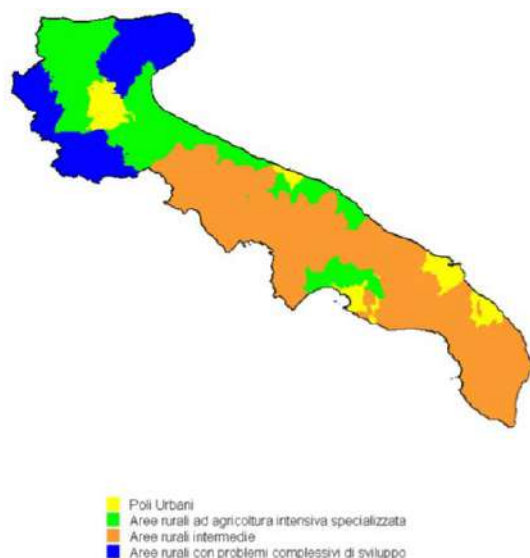 Poli Urbani
Aree rurali ad agricoltura intensiva specializzata
Aree rurali intermedie
Aree rurali con problemi complessivi di sviluppo